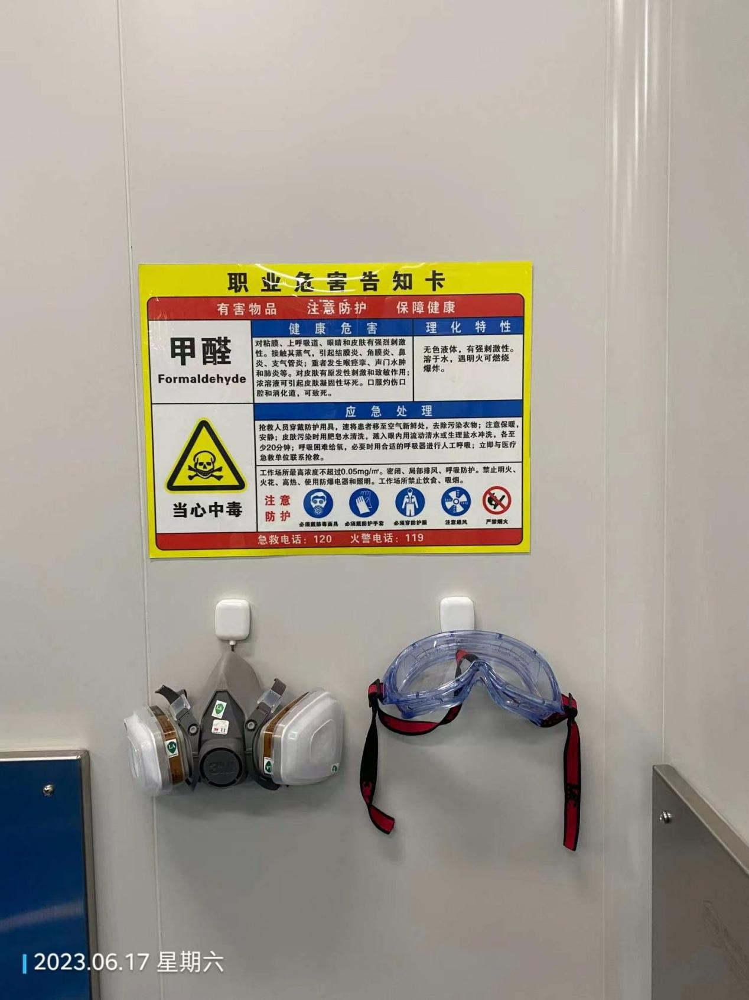 职业危害告知卡
有害物品 注意防护 保障健康
甲醛
Formaldehyde
健康危害
对粘膜、上呼吸道、眼睛和皮肤有强烈刺激
性。接触其蒸气，引起结膜炎、角膜炎、鼻
炎、支气管炎；重者发生喉痉挛、声门水肿
和肺炎等。对皮肤有原发性刺激和致敏作用；
浓溶液可引起皮肤凝固性坏死。口服灼伤口
腔和消化道，可致死。
理化特性
无色液体，有强刺激性。
溶于水，遇明火可燃烧
爆炸。
当心中毒
应急处理
抢救人员穿戴防护用具，速将患者移至空气新鲜处，去除污染衣物；注意保暖，
安静；皮肤污染时用肥皂水清洗，溅入眼内用流动清水或生理盐水冲洗，各至
少20分钟；呼吸困难给氧，必要时用合适的呼吸器进行人工呼吸；立即与医疗
急救单位联系抢救。
工作场所最高浓度不超过0.05mg/㎡。密闭、局部排风、呼吸防护。禁止明火、
火花、高热、使用防爆电器和照明。工作场所禁止饮食、吸烟。
注意
防护
必须戴防毒面具 必须戴防护手套 必须穿防护服 注意通风 严禁烟火
急救电话：120 火警电话：119
LA
3M
LA
3M
2023.06.17 星期六